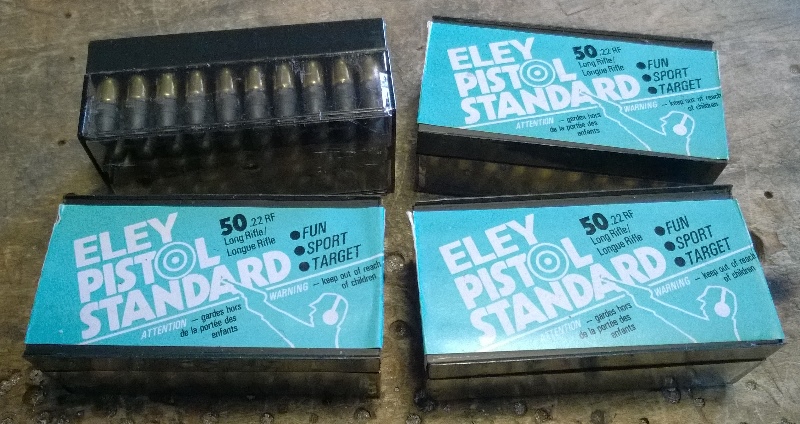 ELEY
PISTOL
STANDARD
50 .22 RF
Long Rifle/
Longue Rifle
●FUN
●SPORT
●TARGET
WARNING – keep out of reach
of children
ATTENTION – gardes hors
de la portée des
enfants
ELEY
PISTOL
STANDARD
50 .22 RF
Long Rifle/
Longue Rifle
●FUN
●SPORT
●TARGET
WARNING – keep out of reach
of children
ATTENTION – gardes hors
de la portée des
enfants
ELEY
PISTOL
STANDARD
50 .22 RF
Long Rifle/
Longue Rifle
●FUN
●SPORT
●TARGET
WARNING – keep out of reach
of children
ATTENTION – gardes hors
de la portée des
enfants